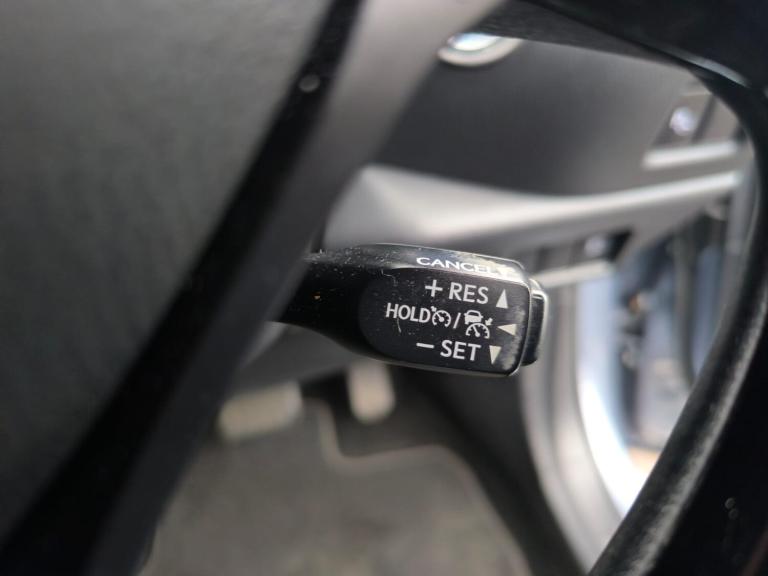 CANCEL
+ RES
HOLD /
- SET